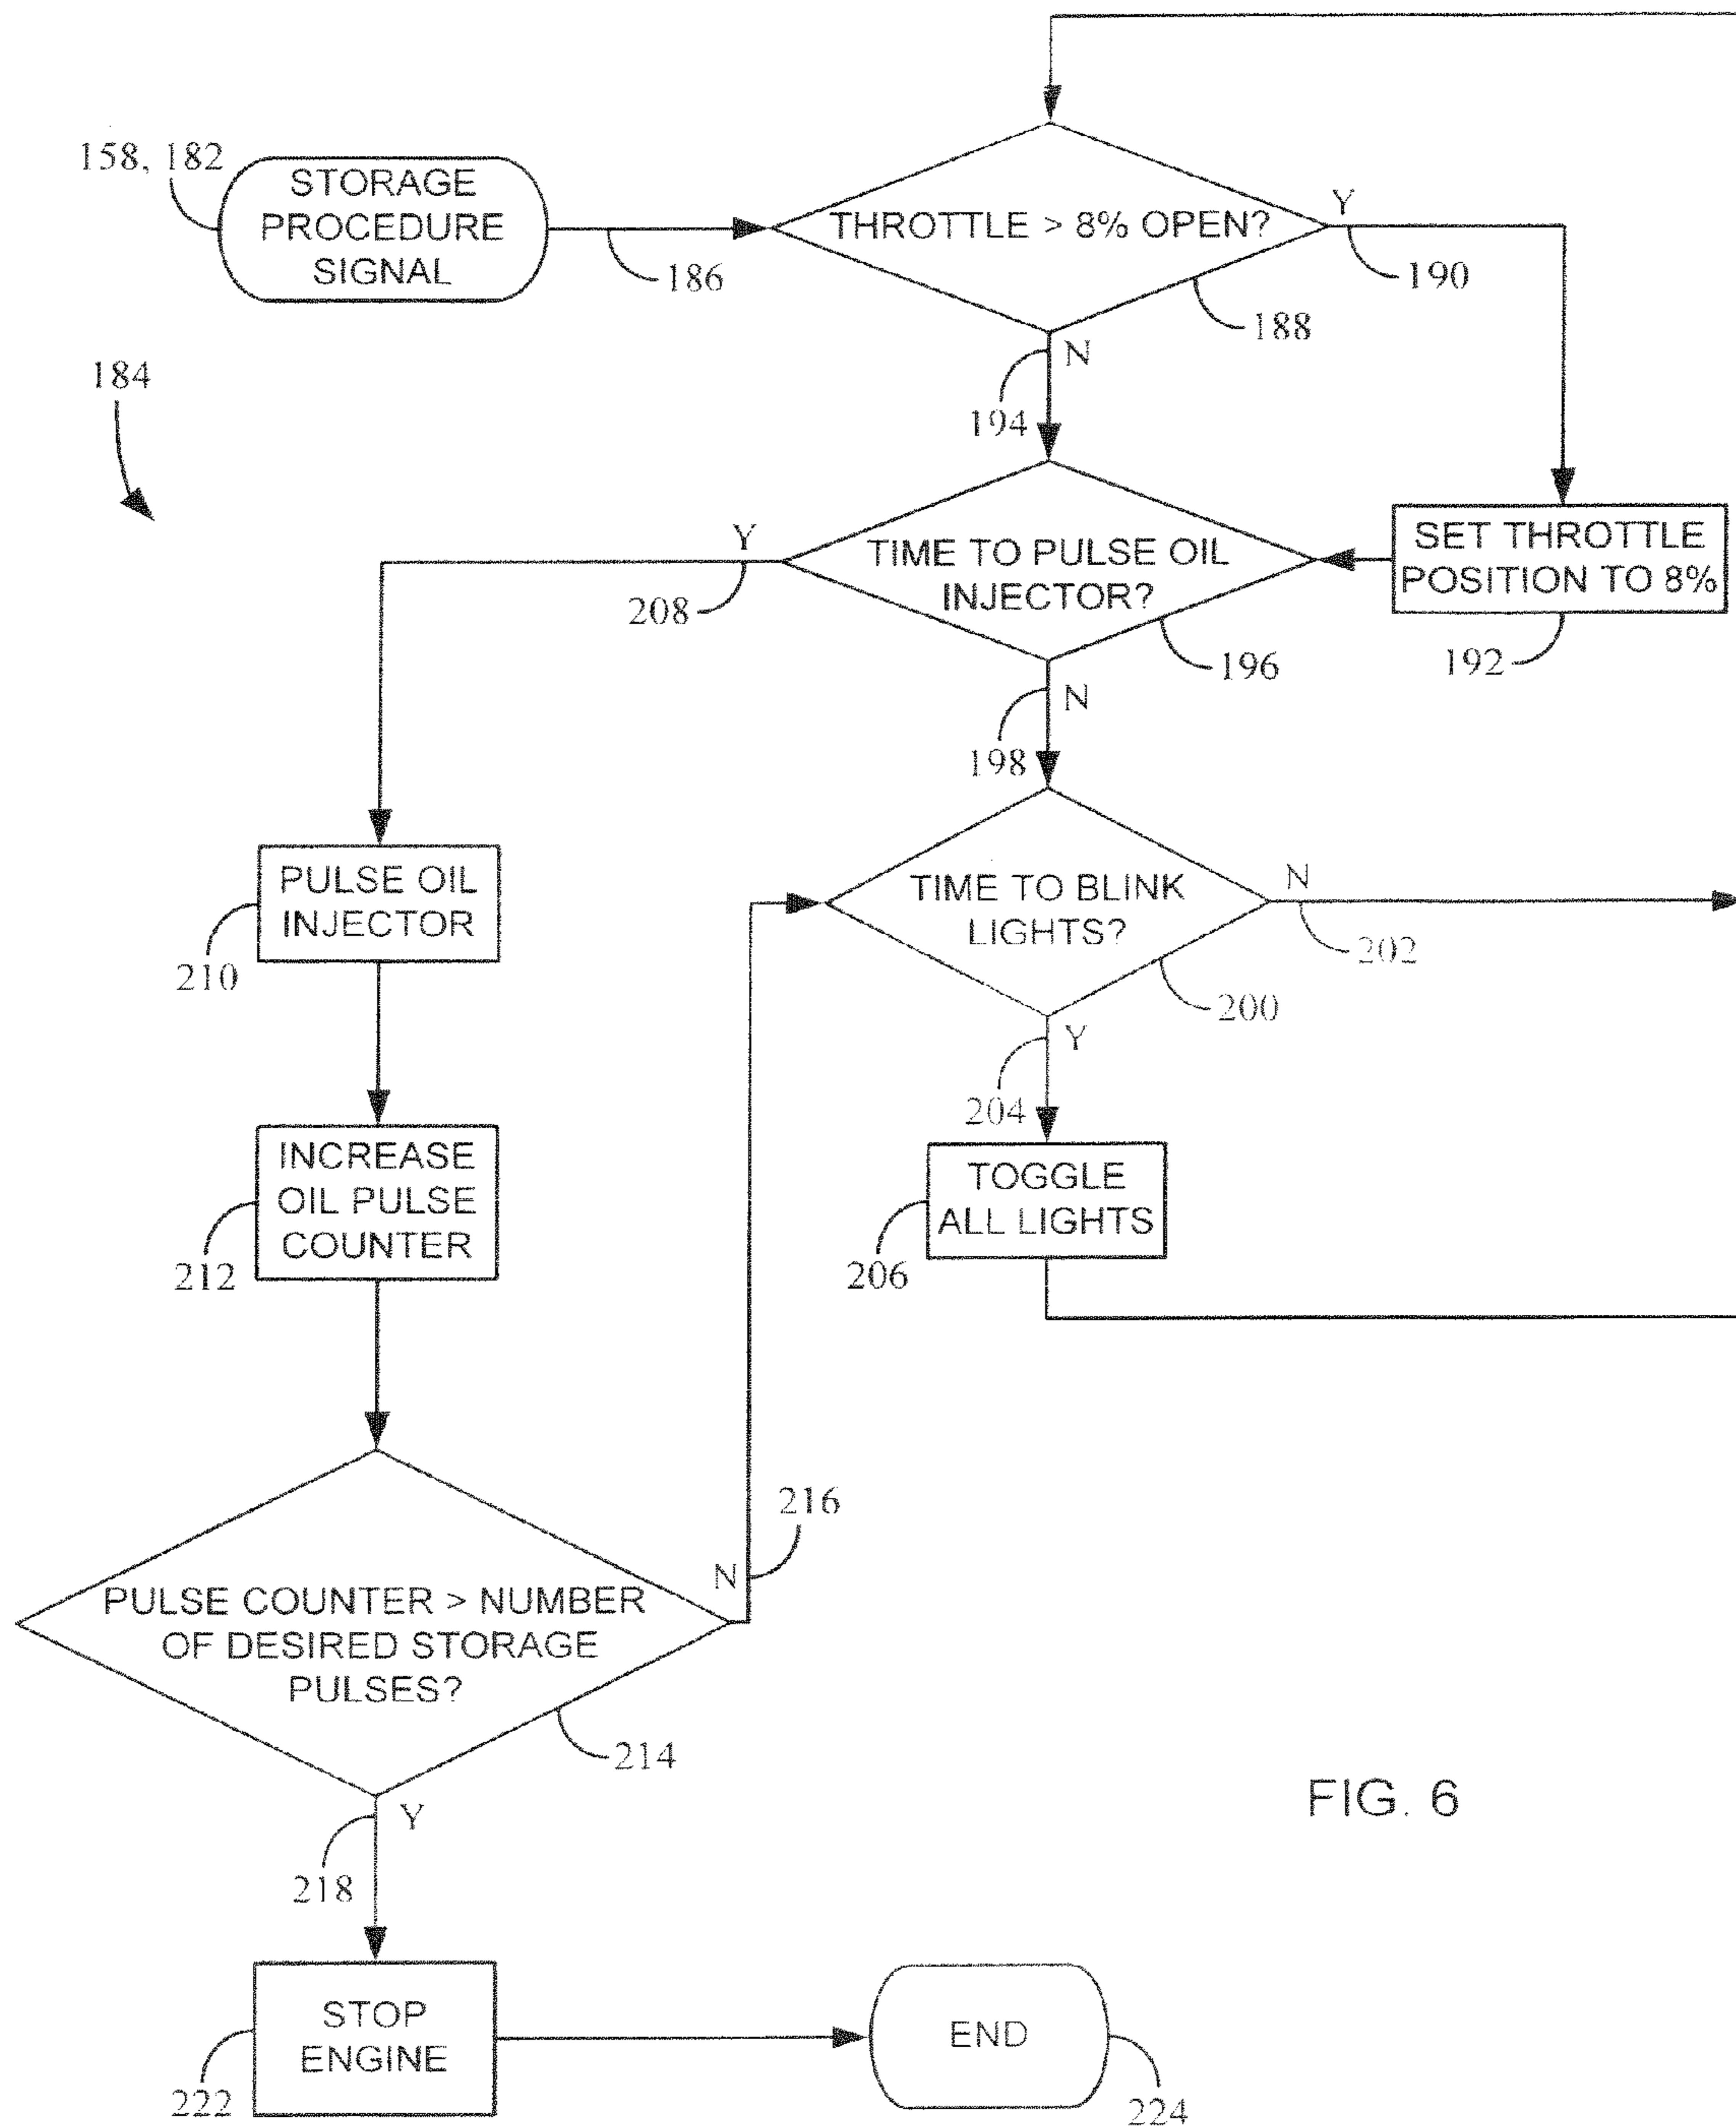 158, 182
STORAGE
PROCEDURE
SIGNAL
186
THROTTLE > 8% OPEN?
Y
190
188
N
194
184
SET THROTTLE
POSITION TO 8%
192
TIME TO PULSE OIL
INJECTOR?
Y
208
196
N
198
PULSE OIL
INJECTOR
210
TIME TO BLINK
LIGHTS?
N
202
200
Y
204
INCREASE
OIL PULSE
COUNTER
212
TOGGLE
ALL LIGHTS
206
216
N
PULSE COUNTER > NUMBER
OF DESIRED STORAGE
PULSES?
214
Y
218
FIG. 6
STOP
ENGINE
222
END
224